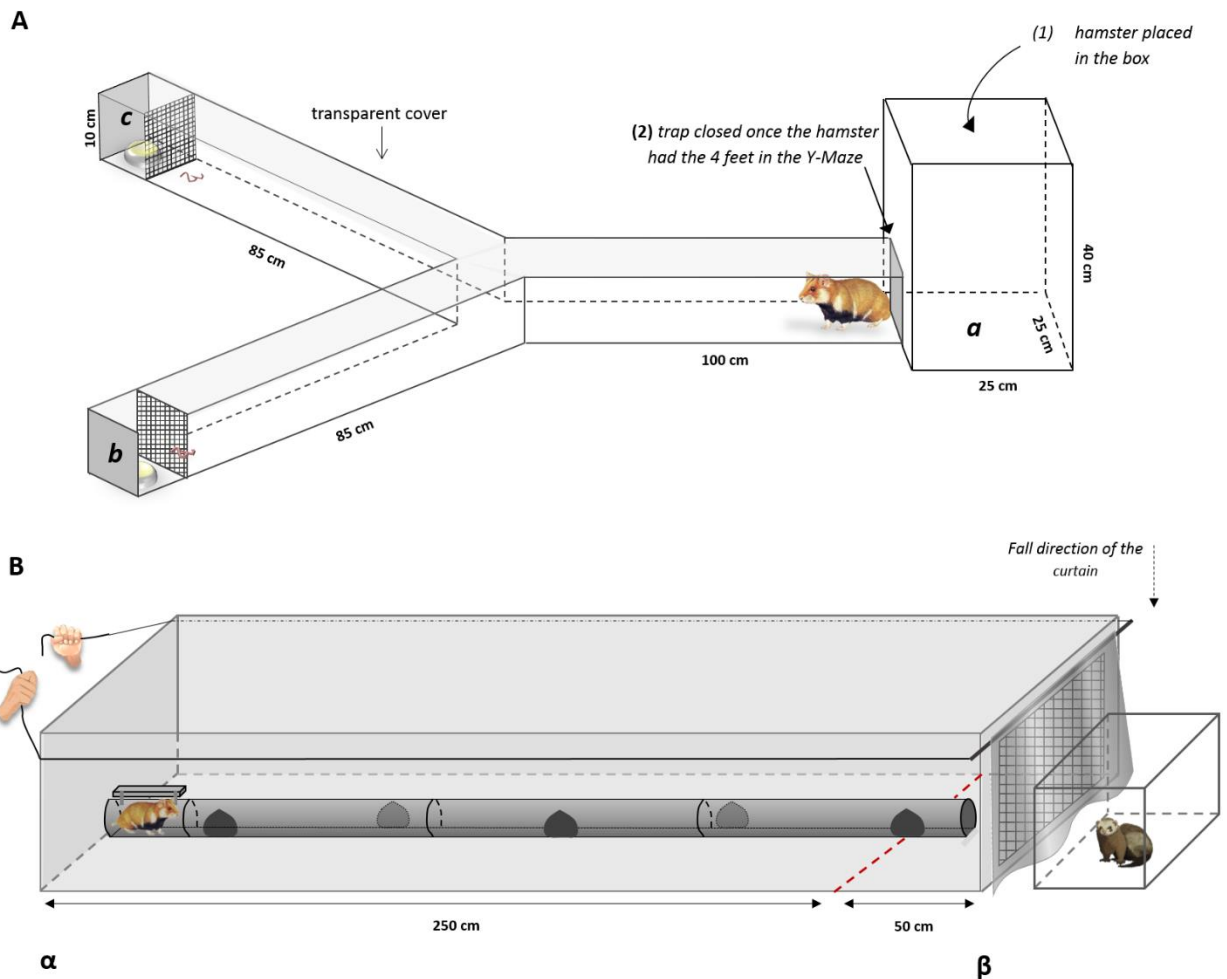 A
(1) hamster placed
in the box
transparent cover
(2) trap closed once the hamster
had the 4 feet in the Y-Maze
10 cm
c
85 cm
40 cm
25 cm
a
100 cm
25 cm
85 cm
b
B
Fall direction of the
curtain
250 cm
50 cm
α
β